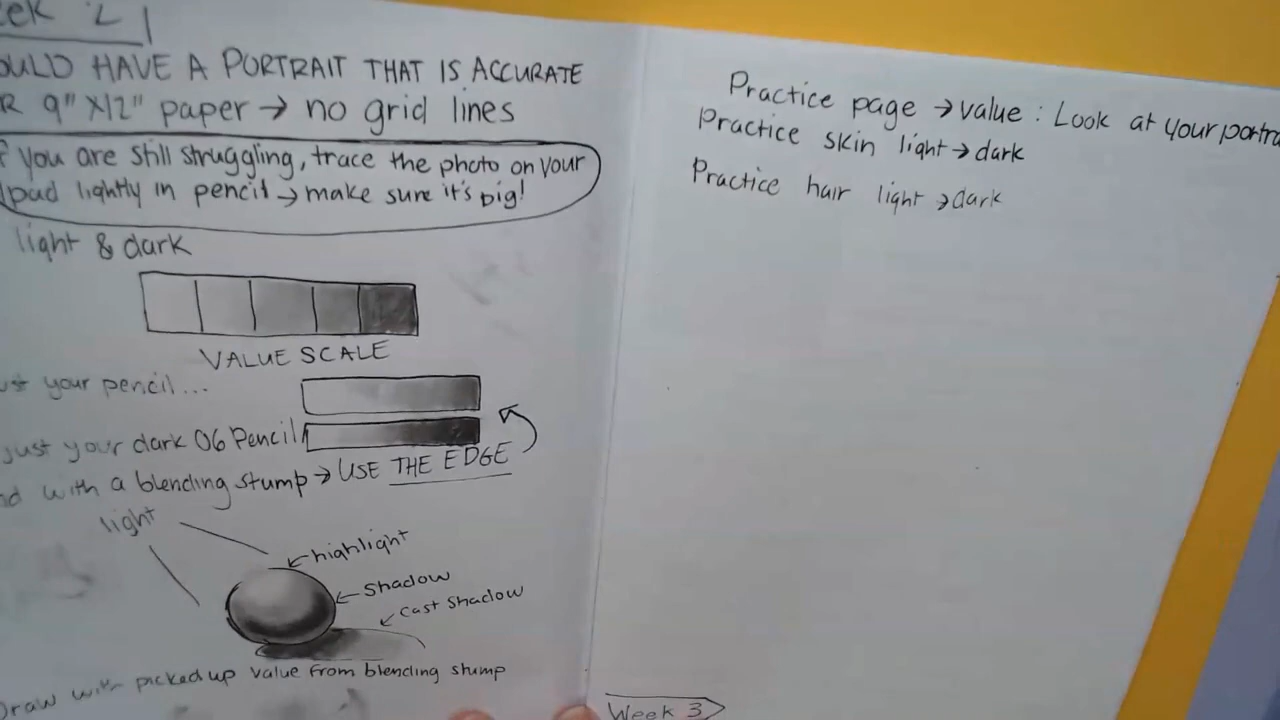 eek 2
OULD HAVE A PORTRAIT THAT IS ACCURATE
R 9" X12" paper → no grid lines
f you are still struggling, trace the photo on your
pad lightly in pencil → make sure it's big!
light & dark
VALUE SCALE
ust your pencil...
just your dark 06 Pencil
nd with a blending stump → USE THE EDGE
light
highlight
Shadow
Cast Shadow
Draw with picked up value from blending stump
Practice page → value : Look at your portra
Practice skin light → dark
Practice hair light → dark
Week 3